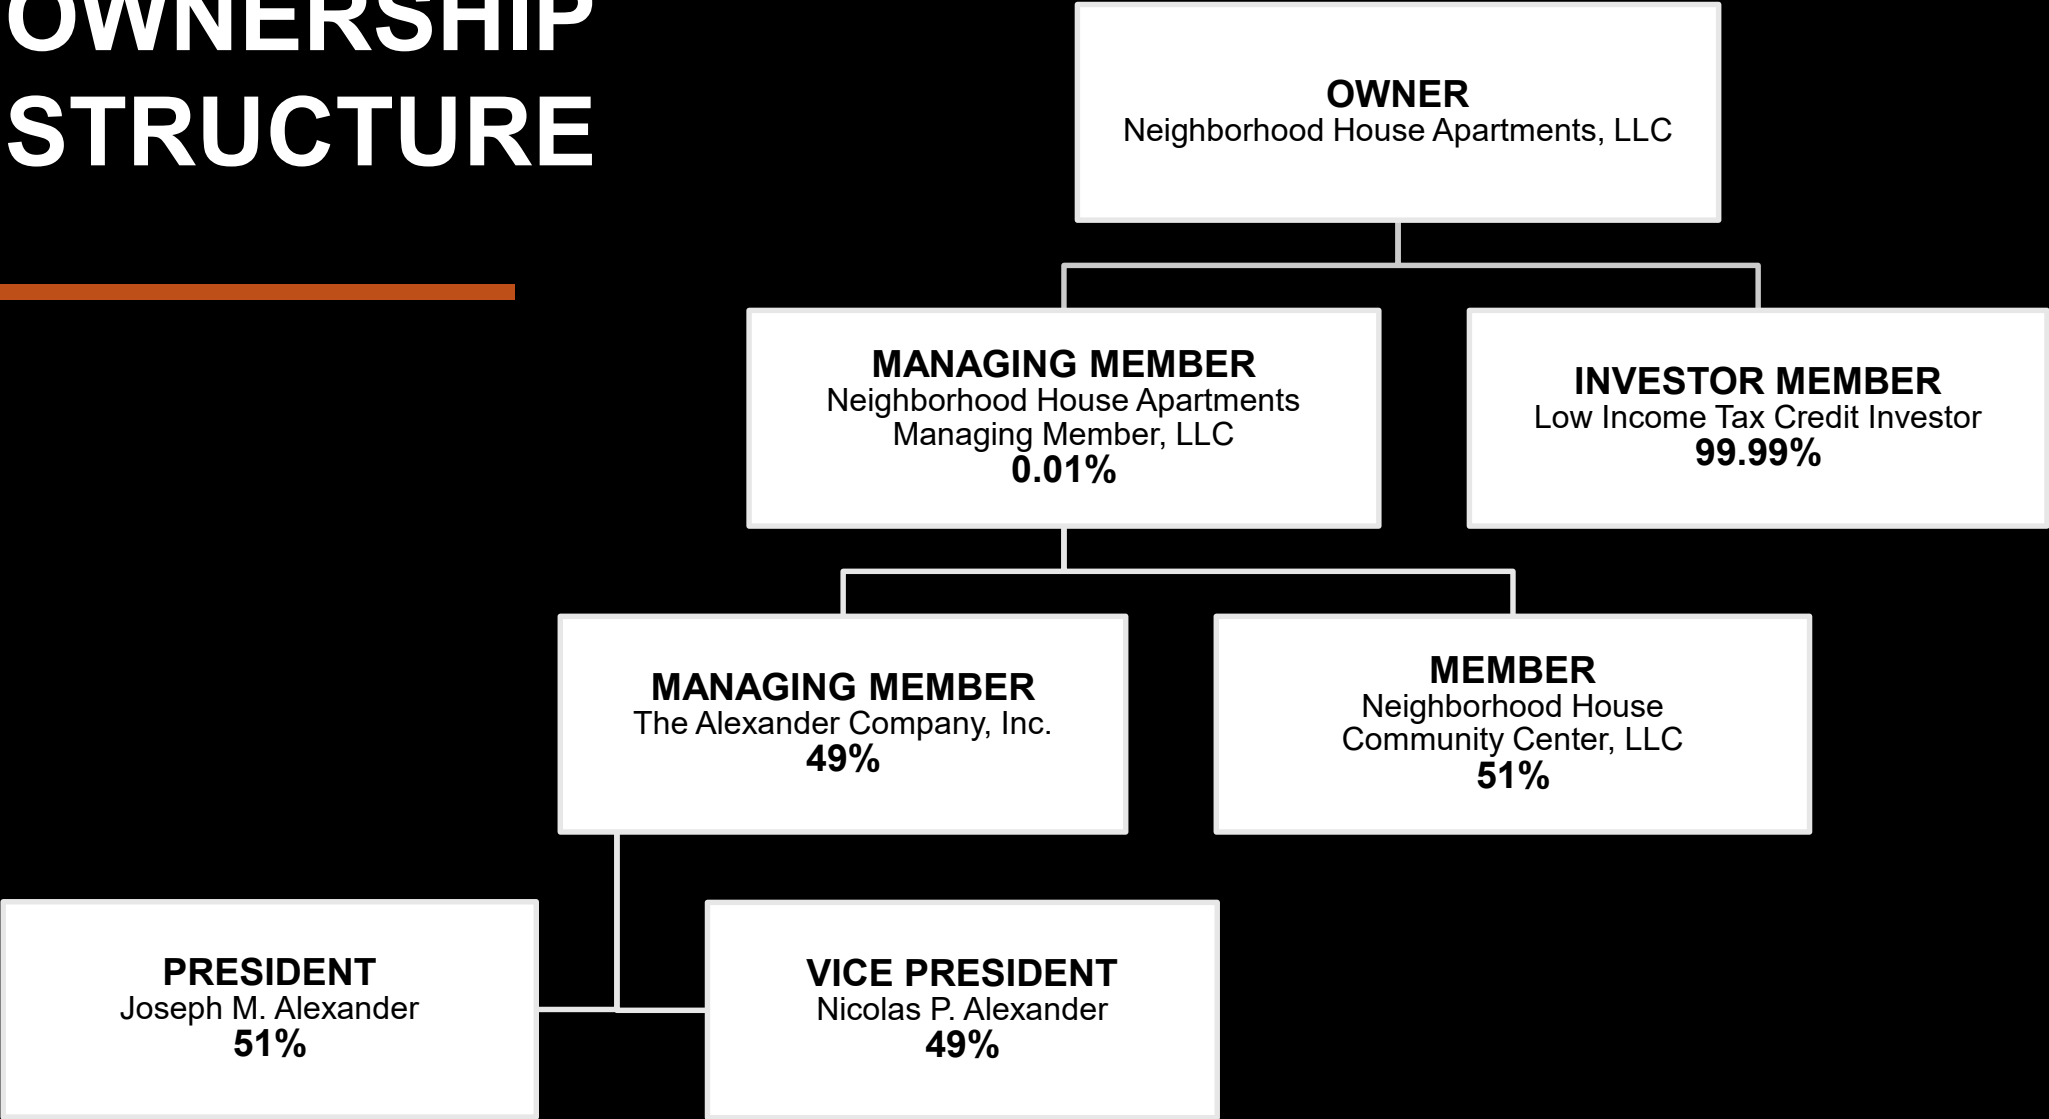 OWNERSHIP
STRUCTURE
OWNER
Neighborhood House Apartments, LLC
MANAGING MEMBER
Neighborhood House Apartments
Managing Member, LLC
0.01%
INVESTOR MEMBER
Low Income Tax Credit Investor
99.99%
MANAGING MEMBER
The Alexander Company, Inc.
49%
MEMBER
Neighborhood House
Community Center, LLC
51%
PRESIDENT
Joseph M. Alexander
51%
VICE PRESIDENT
Nicolas P. Alexander
49%